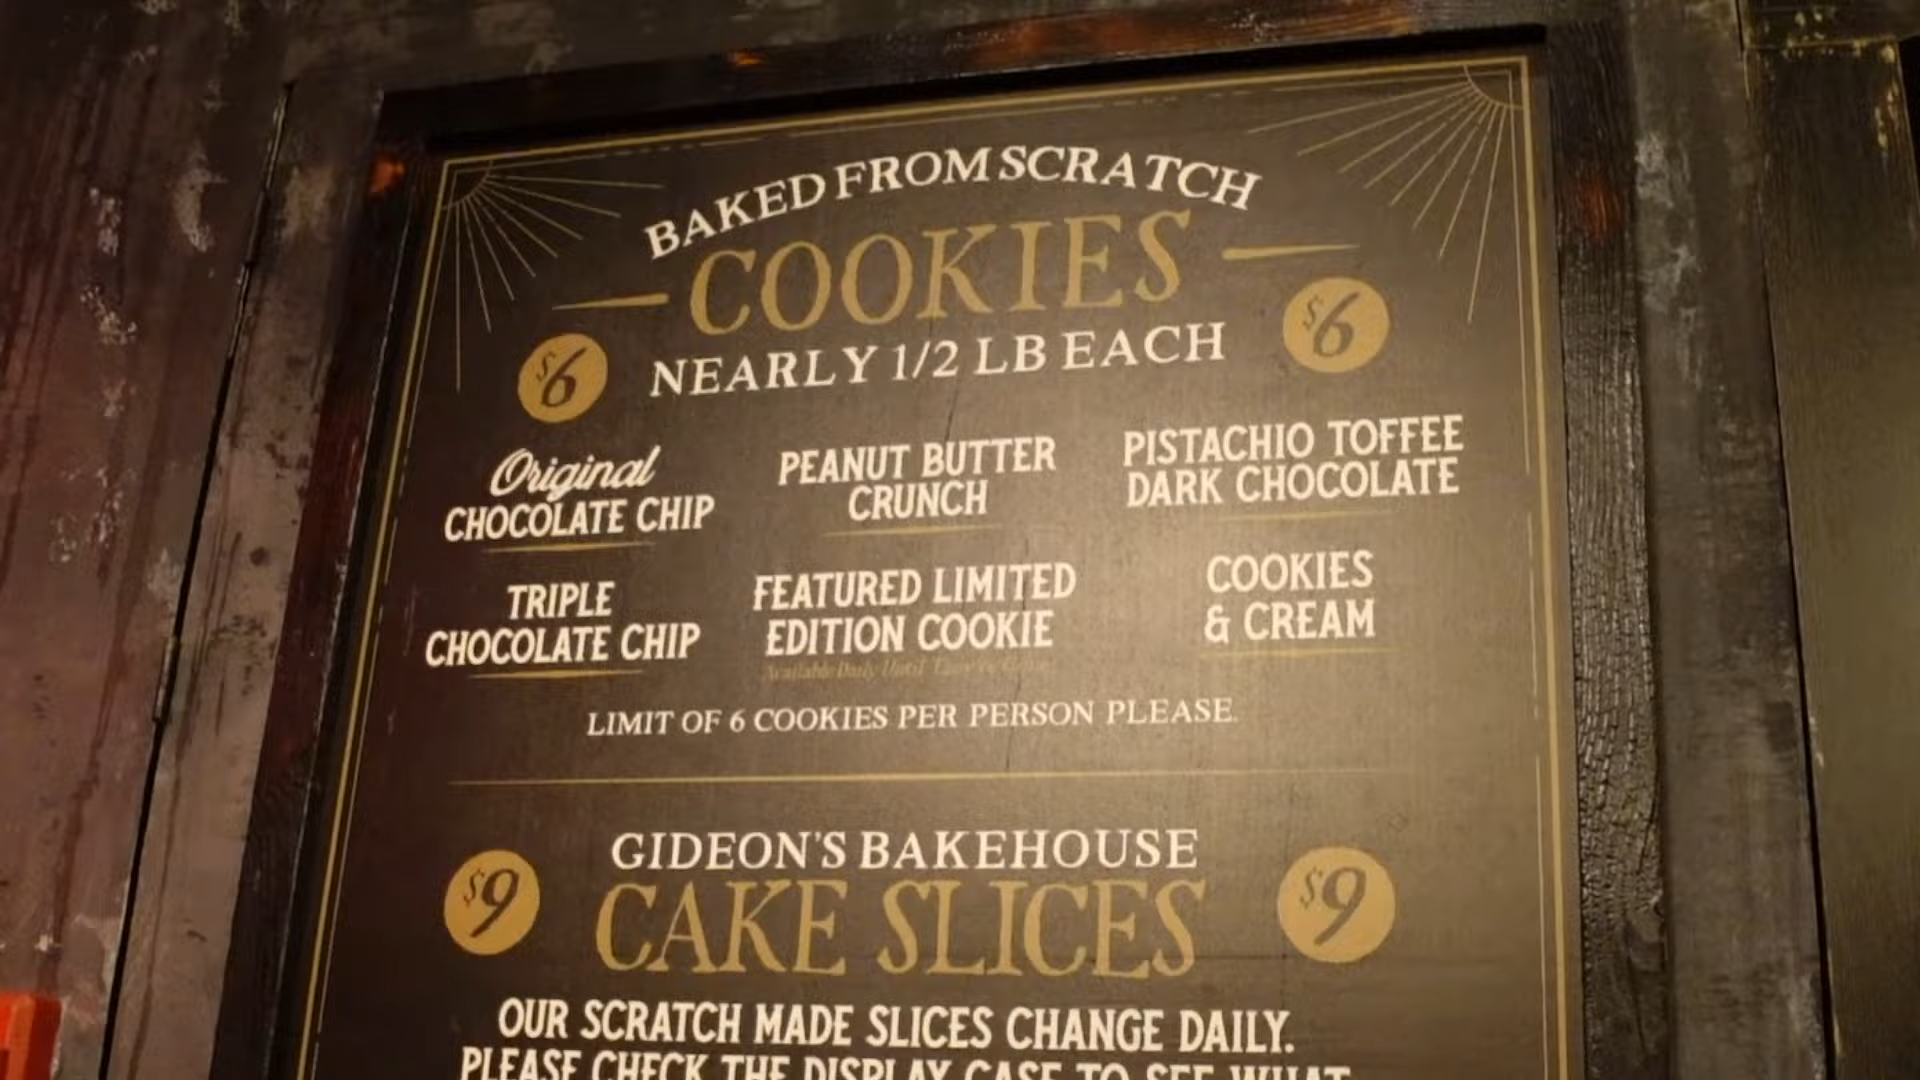 BAKED FROM SCRATCH
COOKIES
$6
$6
NEARLY 1/2 LB EACH
Original
CHOCOLATE CHIP
PEANUT BUTTER
CRUNCH
PISTACHIO TOFFEE
DARK CHOCOLATE
TRIPLE
CHOCOLATE CHIP
FEATURED LIMITED
EDITION COOKIE
Available Daily Until
COOKIES
& CREAM
LIMIT OF 6 COOKIES PER PERSON PLEASE.
GIDEON'S BAKEHOUSE
$9
CAKE SLICES
$9
OUR SCRATCH MADE SLICES CHANGE DAILY.
PLEASE CHECK THE DISPLAY CASE TO SEE WHAT